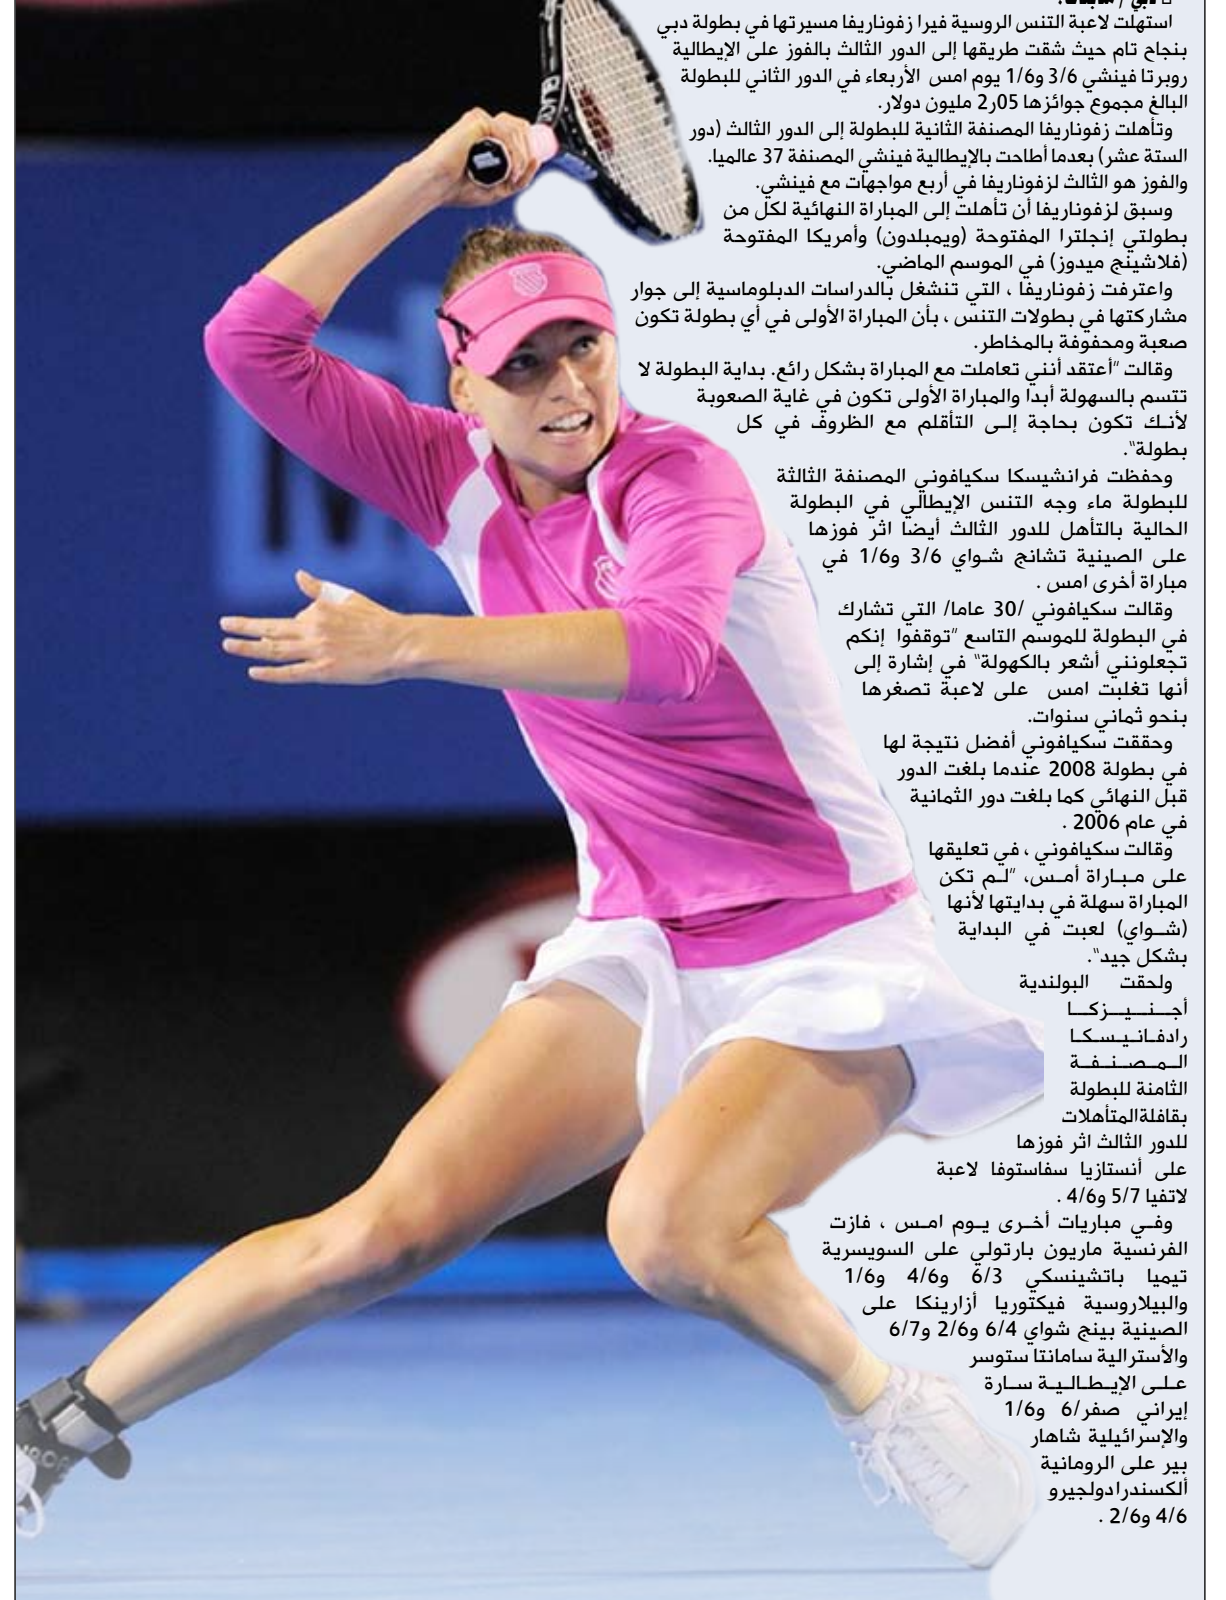 دبي /
استهلت لاعبة التنس الروسية فيرا زفوناريفا مسيرتها في بطولة دبي
بنجاح تام حيث شقت طريقها إلى الدور الثالث بالفوز على الإيطالية
روبرتا فينشي 3/6 و1/6 يوم امس الأربعاء في الدور الثاني للبطولة
البالغ مجموع جوائزها 05ر2 مليون دولار.
وتأهلت زفوناريفا المصنفة الثانية للبطولة إلى الدور الثالث (دور
الستة عشر) بعدما أطاحت بالإيطالية فينشي المصنفة 37 عالميا.
والفوز هو الثالث لزفوناريفا في أربع مواجهات مع فينشي.
وسبق لزفوناريفا أن تأهلت إلى المباراة النهائية لكل من
بطولتي إنجلترا المفتوحة (ويمبلدون) وأمريكا المفتوحة
(فلاشينج ميدوز) في الموسم الماضي.
واعترفت زفوناريفا ، التي تنشغل بالدراسات الدبلوماسية إلى جوار
مشاركتها في بطولات التنس ، بأن المباراة الأولى في أي بطولة تكون
صعبة ومحفوفة بالمخاطر.
وقالت "أعتقد أنني تعاملت مع المباراة بشكل رائع. بداية البطولة لا
تتسم بالسهولة أبدا والمباراة الأولى تكون في غاية الصعوبة
لأنك تكون بحاجة إلى التأقلم مع الظروف في كل
بطولة".
وحفظت فرانشيسكا سكيافوني المصنفة الثالثة
للبطولة ماء وجه التنس الإيطالي في البطولة
الحالية بالتأهل للدور الثالث أيضا اثر فوزها
على الصينية تشانج شواي 3/6 و1/6 في
مباراة أخرى امس .
وقالت سكيافوني /30 عاما/ التي تشارك
في البطولة للموسم التاسع "توقفوا إنكم
تجعلونني أشعر بالكهولة" في إشارة إلى
أنها تغلبت امس على لاعبة تصغرها
بنحو ثماني سنوات.
وحققت سكيافوني أفضل نتيجة لها
في بطولة 2008 عندما بلغت الدور
قبل النهائي كما بلغت دور الثمانية
في عام 2006 .
وقالت سكيافوني ، في تعليقها
على مباراة أمس، "لم تكن
المباراة سهلة في بدايتها لأنها
(شواي) لعبت في البداية
بشكل جيد".
ولحقت البولندية
أجنيزكا
رادفانيسكا
المصنفة
الثامنة للبطولة
بقافلةالمتأهلات
للدور الثالث اثر فوزها
على أنستازيا سفاستوفا لاعبة
لاتفيا 5/7 و4/6 .
وفي مباريات أخرى يوم امس ، فازت
الفرنسية ماريون بارتولي على السويسرية
تيميا باتشينسكي 6/3 و4/6 و1/6
والبيلاروسية فيكتوريا أزارينكا على
الصينية بينج شواي 6/4 و2/6 و6/7
والأسترالية سامانتا ستوسر
على الإيطالية سارة
إيراني صفر/6 و1/6
والإسرائيلية شاهار
بير على الرومانية
ألكسندرادولجيرو
4/6 و2/6 .